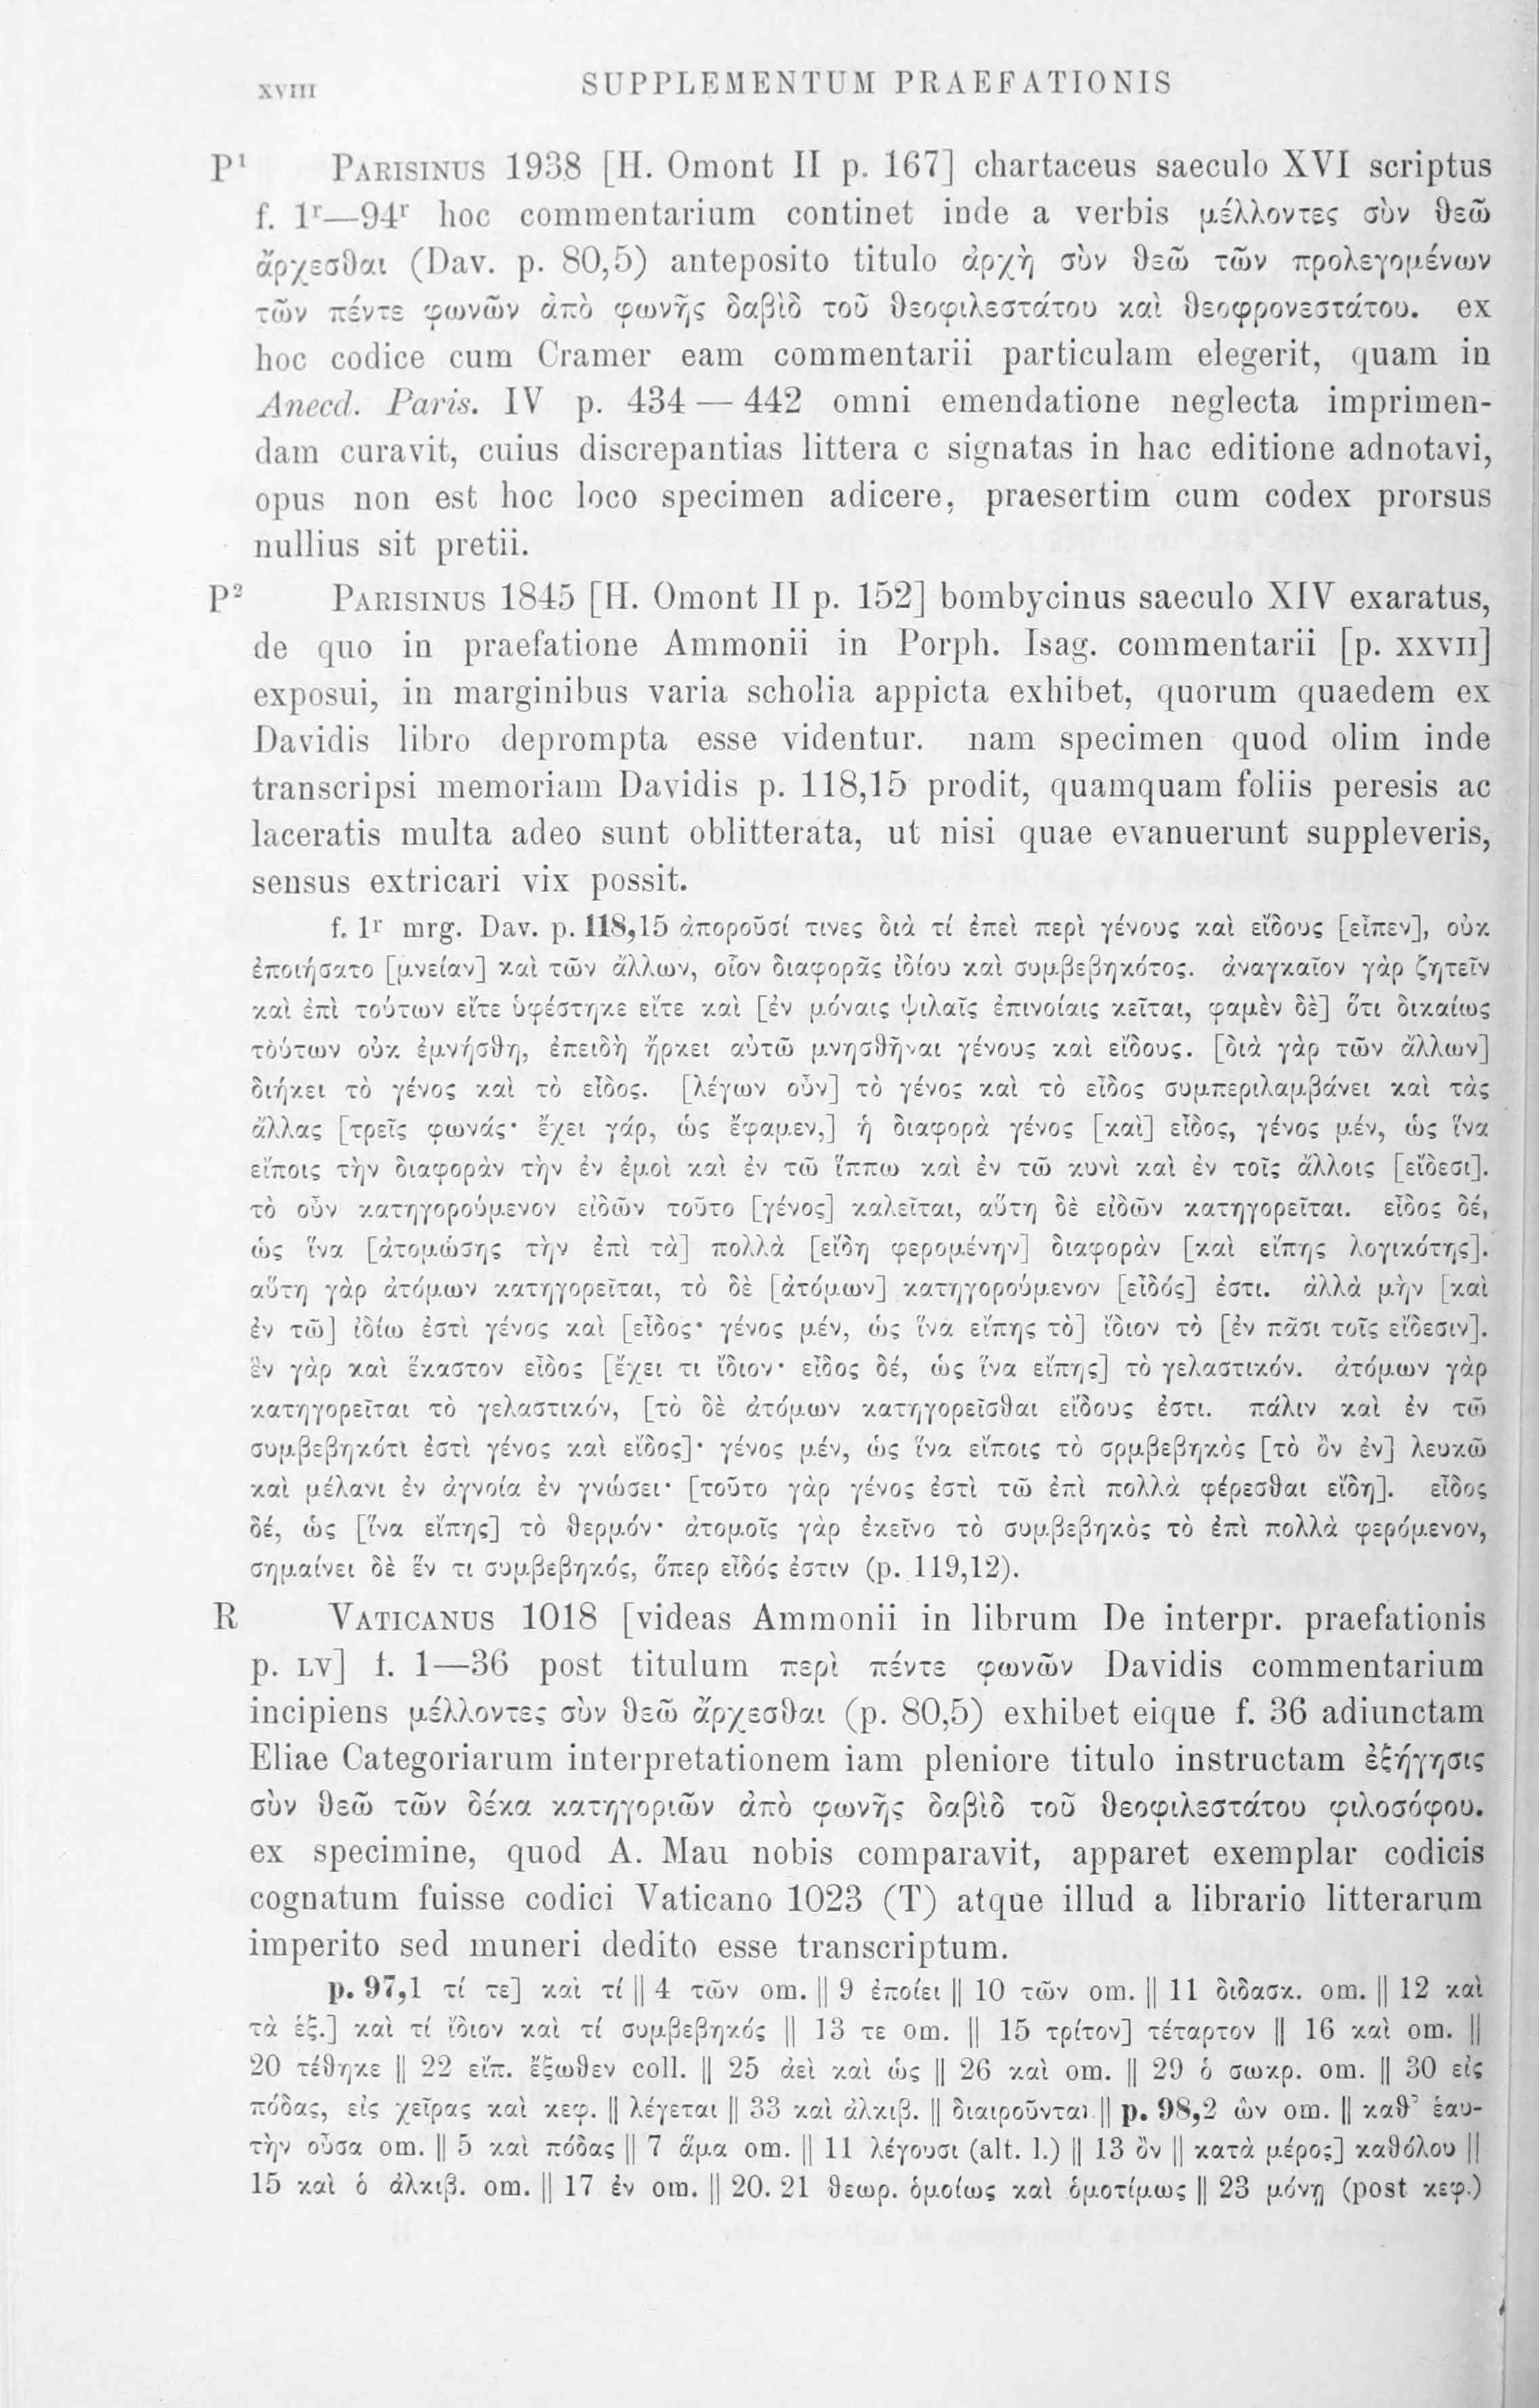 XVIII SUPPLEMENTUM PRAEFATIONIS
P¹ PARISINUS 1938 [H. Omont II p. 167] chartaceus saeculo XVI scriptus
f. 1ʳ—94ʳ hoc commentarium continet inde a verbis μέλλοντες σὺν θεῷ
ἄρχεσθαι (Dav. p. 80,5) anteposito titulo ἀρχὴ σὺν θεῷ τῶν προλεγομένων
τῶν πέντε φωνῶν ἀπὸ φωνῆς δαβὶδ τοῦ θεοφιλεστάτου καὶ θεοφρονεστάτου. ex
hoc codice cum Cramer eam commentarii particulam elegerit, quam in
Anecd. Paris. IV p. 434 — 442 omni emendatione neglecta imprimen-
dam curavit, cuius discrepantias littera c signatas in hac editione adnotavi,
opus non est hoc loco specimen adicere, praesertim cum codex prorsus
nullius sit pretii.
P² PARISINUS 1845 [H. Omont II p. 152] bombycinus saeculo XIV exaratus,
de quo in praefatione Ammonii in Porph. Isag. commentarii [p. XXVII]
exposui, in marginibus varia scholia appicta exhibet, quorum quaedam ex
Davidis libro deprompta esse videntur. nam specimen quod olim inde
transcripsi memoriam Davidis p. 118,15 prodit, quamquam foliis peresis ac
laceratis multa adeo sunt oblitterata, ut nisi quae evanuerunt suppleveris,
sensus extricari vix possit.
f. 1ʳ mrg. Dav. p. 118,15 ἀποροῦσί τινες διὰ τί ἐπεὶ περὶ γένους καὶ εἴδους [εἶπεν], οὐκ
ἐποιήσατο [μνείαν] καὶ τῶν ἄλλων, οἷον διαφορᾶς ἰδίου καὶ συμβεβηκότος. ἀναγκαῖον γὰρ ζητεῖν
καὶ ἐπὶ τούτων εἴτε ὑφέστηκε εἴτε καὶ [ἐν μόναις ψιλαῖς ἐπινοίαις κεῖται, φαμὲν δὲ] ὅτι δικαίως
τούτων οὐκ ἐμνήσθη, ἐπειδὴ ἤρκει αὐτῷ μνησθῆναι γένους καὶ εἴδους. [διὰ γὰρ τῶν ἄλλων]
διήκει τὸ γένος καὶ τὸ εἶδος. [λέγων οὖν] τὸ γένος καὶ τὸ εἶδος συμπεριλαμβάνει καὶ τὰς
ἄλλας [τρεῖς φωνάς· ἔχει γάρ, ὡς ἔφαμεν,] ἡ διαφορὰ γένος [καὶ] εἶδος, γένος μέν, ὡς ἵνα
εἴποις τὴν διαφορὰν τὴν ἐν ἐμοὶ καὶ ἐν τῷ ἵππῳ καὶ ἐν τῷ κυνὶ καὶ ἐν τοῖς ἄλλοις [εἴδεσι].
τὸ οὖν κατηγορούμενον εἰδῶν τοῦτο [γένος] καλεῖται, αὕτη δὲ εἰδῶν κατηγορεῖται. εἶδος δέ,
ὡς ἵνα [ἀτομώσῃς τὴν ἐπὶ τὰ] πολλὰ [εἴδη φερομένην] διαφορὰν [καὶ εἴπῃς λογικότης].
αὕτη γὰρ ἀτόμων κατηγορεῖται, τὸ δὲ [ἀτόμων] κατηγορούμενον [εἶδός] ἐστι. ἀλλὰ μὴν [καὶ
ἐν τῷ] ἰδίῳ ἐστὶ γένος καὶ [εἶδος· γένος μέν, ὡς ἵνα εἴπῃς τὸ] ἴδιον τὸ [ἐν πᾶσι τοῖς εἴδεσιν].
ἓν γὰρ καὶ ἕκαστον εἶδος [ἔχει τι ἴδιον· εἶδος δέ, ὡς ἵνα εἴπῃς] τὸ γελαστικόν. ἀτόμων γὰρ
κατηγορεῖται τὸ γελαστικόν, [τὸ δὲ ἀτόμων κατηγορεῖσθαι εἴδους ἐστι. πάλιν καὶ ἐν τῷ
συμβεβηκότι ἐστὶ γένος καὶ εἶδος]· γένος μέν, ὡς ἵνα εἴποις τὸ σρμβεβηκὸς [τὸ ὂν ἐν] λευκῷ
καὶ μέλανι ἐν ἀγνοίᾳ ἐν γνώσει· [τοῦτο γὰρ γένος ἐστὶ τῷ ἐπὶ πολλὰ φέρεσθαι εἴδη]. εἶδος
δέ, ὡς [ἵνα εἴπῃς] τὸ θερμόν· ἀτομοῖς γὰρ ἐκεῖνο τὸ συμβεβηκὸς τὸ ἐπὶ πολλὰ φερόμενον,
σημαίνει δὲ ἕν τι συμβεβηκός, ὅπερ εἶδός ἐστιν (p. 119,12).
R VATICANUS 1018 [videas Ammonii in librum De interpr. praefationis
p. LV] f. 1—36 post titulum περὶ πέντε φωνῶν Davidis commentarium
incipiens μέλλοντες σὺν θεῷ ἄρχεσθαι (p. 80,5) exhibet eique f. 36 adiunctam
Eliae Categoriarum interpretationem iam pleniore titulo instructam ἐξήγησις
σὺν θεῷ τῶν δέκα κατηγοριῶν ἀπὸ φωνῆς δαβὶδ τοῦ θεοφιλεστάτου φιλοσόφου.
ex specimine, quod A. Mau nobis comparavit, apparet exemplar codicis
cognatum fuisse codici Vaticano 1023 (T) atque illud a librario litterarum
imperito sed muneri dedito esse transcriptum.
p. 97,1 τί τε] καὶ τί || 4 τῶν om. || 9 ἐποίει || 10 τῶν om. || 11 διδασκ. om. || 12 καὶ
τὰ ἑξ.] καὶ τί ἴδιον καὶ τί συμβεβηκός || 13 τε om. || 15 τρίτον] τέταρτον || 16 καὶ om. ||
20 τέθηκε || 22 εἴπ. ἔξωθεν coll. || 25 ἀεὶ καὶ ὡς || 26 καὶ om. || 29 ὁ σωκρ. om. || 30 εἰς
πόδας, εἰς χεῖρας καὶ κεφ. || λέγεται || 33 καὶ ἀλκιβ. || διαιροῦνται || p. 98,2 ὧν om. || καθ’ ἑαυ-
τὴν οὖσα om. || 5 καὶ πόδας || 7 ἅμα om. || 11 λέγουσι (alt. l.) || 13 ὂν || κατὰ μέρος] καθόλου ||
15 καὶ ὁ ἀλκιβ. om. || 17 ἐν om. || 20. 21 θεωρ. ὁμοίως καὶ ὁμοτίμως || 23 μόνῃ (post κεφ.)